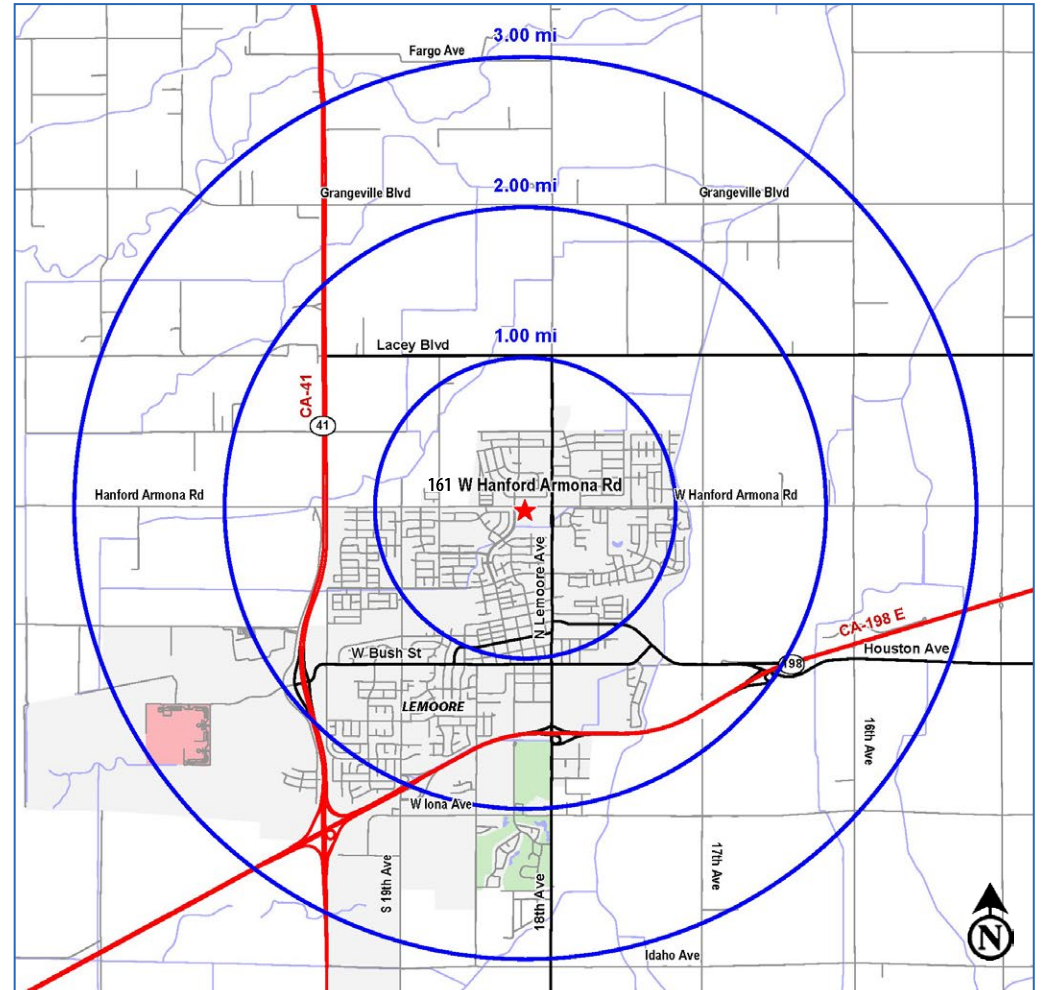 3.00 mi
Fargo Ave
2.00 mi
Grangeville Blvd
Grangeville Blvd
1.00 mi
Lacey Blvd
CA-41
41
161 W Hanford Armona Rd
Hanford Armona Rd
W Hanford Armona Rd
N Lemoore Ave
CA-198 E
W Bush St
Houston Ave
198
LEMOORE
16th Ave
W Iona Ave
S 19th Ave
17th Ave
18th Ave
Idaho Ave
N